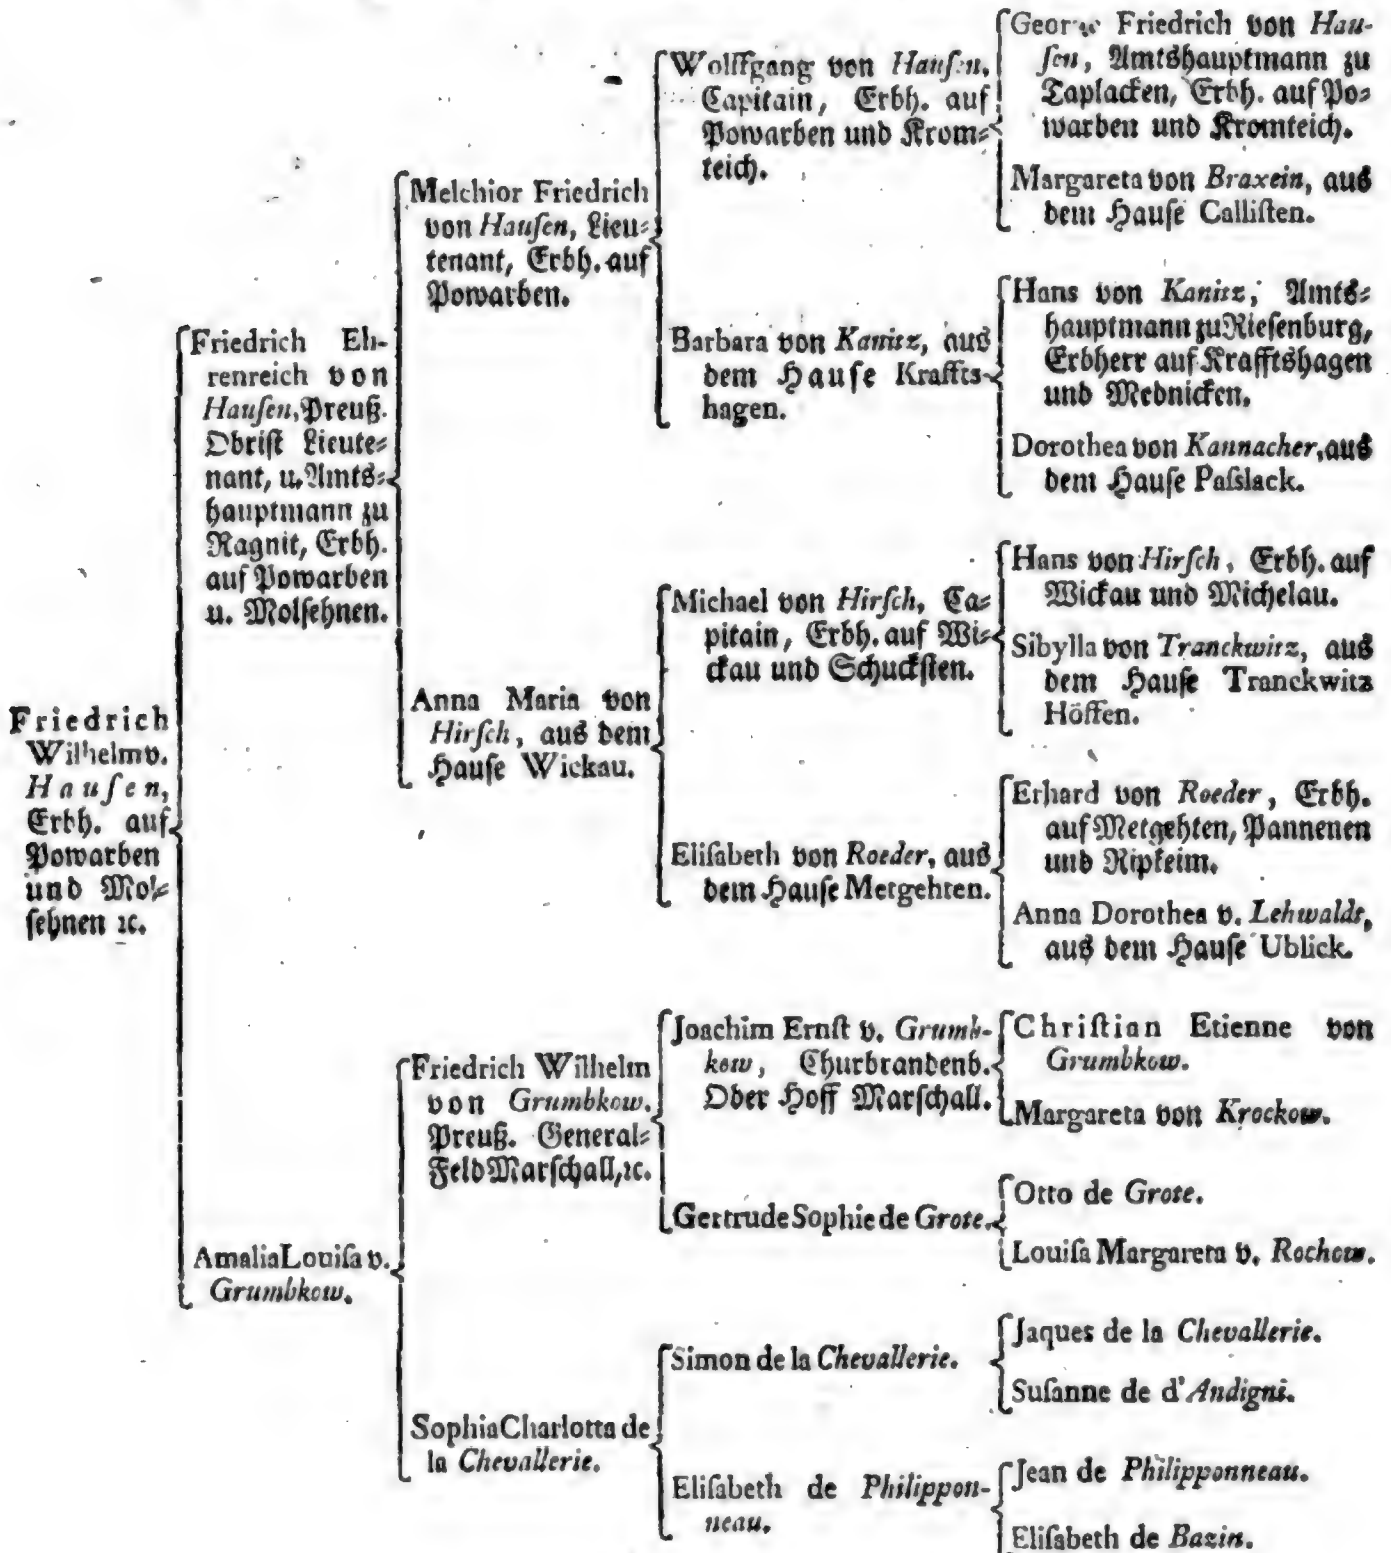 Friedrich
Wilhelm v.
Hauſen,
Erbh. auf
Powarben
und Mol⸗
ſehnen ꝛc.
Friedrich Eh-
renreich von
Hauſen, Preuß.
Obriſt Lieute⸗
nant, u. Amts⸗
hauptmann zu
Ragnit, Erbh.
auf Powarben
u. Molſehnen.
Amalia Louiſa v.
Grumbkow.
Melchior Friedrich
von Hauſen, Lieu⸗
tenant, Erbh. auf
Powarben.
Anna Maria von
Hirſch, aus dem
Hauſe Wickau.
Friedrich Wilhelm
von Grumbkow.
Preuß. General⸗
Feld Marſchall, ꝛc.
Sophia Charlotta de
la Chevallerie.
Wolffgang von Hauſen,
Capitain, Erbh. auf
Powarben und Krom⸗
teich.
Barbara von Kanitz, aus
dem Hauſe Kraffts-
hagen.
Michael von Hirſch, Ca⸗
pitain, Erbh. auf Wi⸗
ckau und Schuckſten.
Eliſabeth von Roeder, aus
dem Hauſe Metgehten.
Joachim Ernſt v. Grumb-
kow, Churbrandenb.
Ober Hoff Marſchall.
Gertrude Sophie de Grote.
Simon de la Chevallerie.
Eliſabeth de Philippon-
neau.
Georg Friedrich von Hau-
ſen, Amtshauptmann zu
Taplacken, Erbh. auf Po⸗
warben und Kromteich.
Margareta von Braxein, aus
dem Hauſe Calliſten.
Hans von Kanitz, Amts⸗
hauptmann zu Rieſenburg,
Erbherr auf Krafftshagen
und Mednicken.
Dorothea von Kannacher, aus
dem Hauſe Paſslack.
Hans von Hirſch, Erbh. auf
Wickau und Michelau.
Sibylla von Tranckwitz, aus
dem Hauſe Tranckwitz
Höffen.
Erhard von Roeder, Erbh.
auf Metgehten, Pannenen
und Ripkeim.
Anna Dorothea v. Lehwaldt,
aus dem Hauſe Ublick.
Chriſtian Etienne von
Grumbkow.
Margareta von Krockow.
Otto de Grote.
Louiſa Margareta v. Rochow.
Jaques de la Chevallerie.
Suſanne de d'Andigni.
Jean de Philipponneau.
Eliſabeth de Bazin.